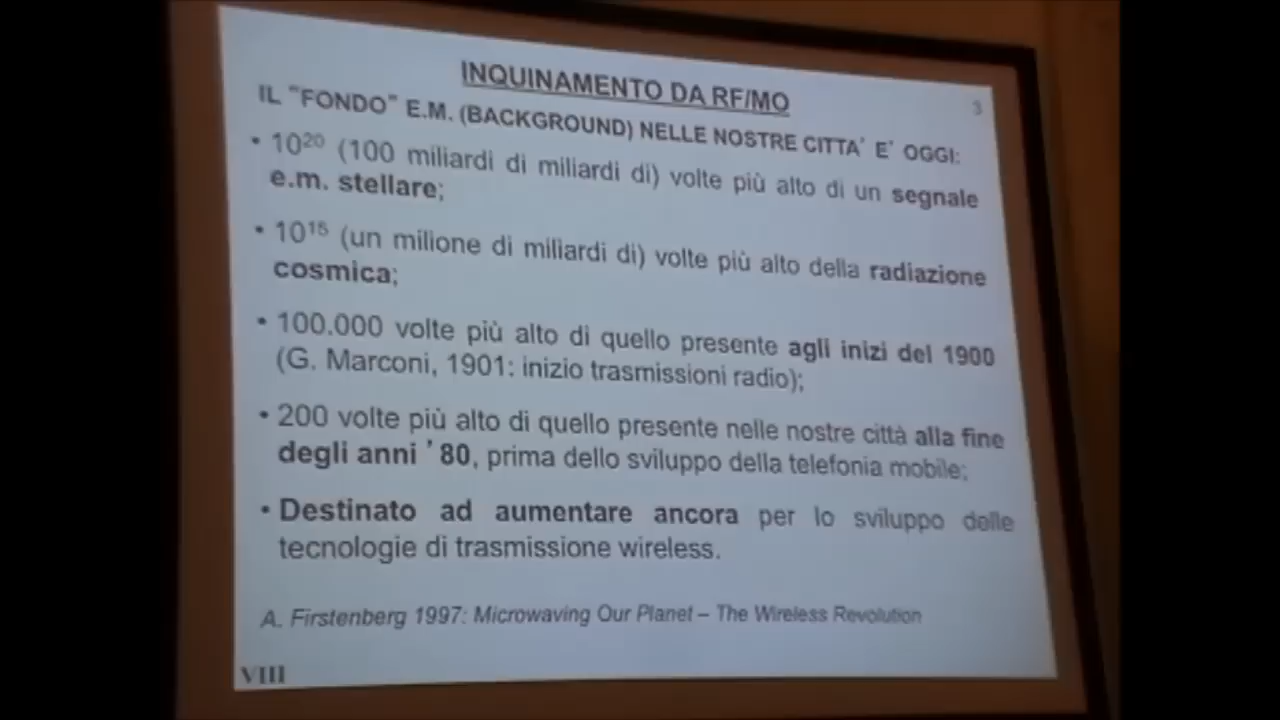 INQUINAMENTO DA RF/MO
3
IL "FONDO" E.M. (BACKGROUND) NELLE NOSTRE CITTA' E' OGGI:
• 10²⁰ (100 miliardi di miliardi di) volte più alto di un segnale
e.m. stellare;
• 10¹⁵ (un milione di miliardi di) volte più alto della radiazione
cosmica;
• 100.000 volte più alto di quello presente agli inizi del 1900
(G. Marconi, 1901: inizio trasmissioni radio);
• 200 volte più alto di quello presente nelle nostre città alla fine
degli anni '80, prima dello sviluppo della telefonia mobile;
• Destinato ad aumentare ancora per lo sviluppo delle
tecnologie di trasmissione wireless.
A. Firstenberg 1997: Microwaving Our Planet – The Wireless Revolution
VIII